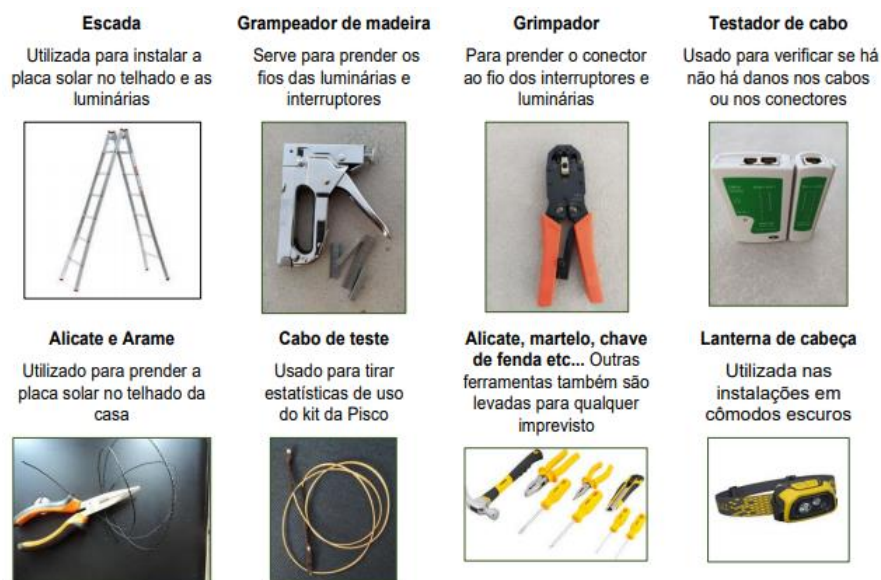 Escada
Utilizada para instalar a
placa solar no telhado e as
luminárias
Grampeador de madeira
Serve para prender os
fios das luminárias e
interruptores
Grimpador
Para prender o conector
ao fio dos interruptores e
luminárias
Testador de cabo
Usado para verificar se há
não há danos nos cabos
ou nos conectores
Alicate e Arame
Utilizado para prender a
placa solar no telhado da
casa
Cabo de teste
Usado para tirar
estatísticas de uso
do kit da Pisco
Alicate, martelo, chave
de fenda etc... Outras
ferramentas também são
levadas para qualquer
imprevisto
Lanterna de cabeça
Utilizada nas
instalações em
cômodos escuros